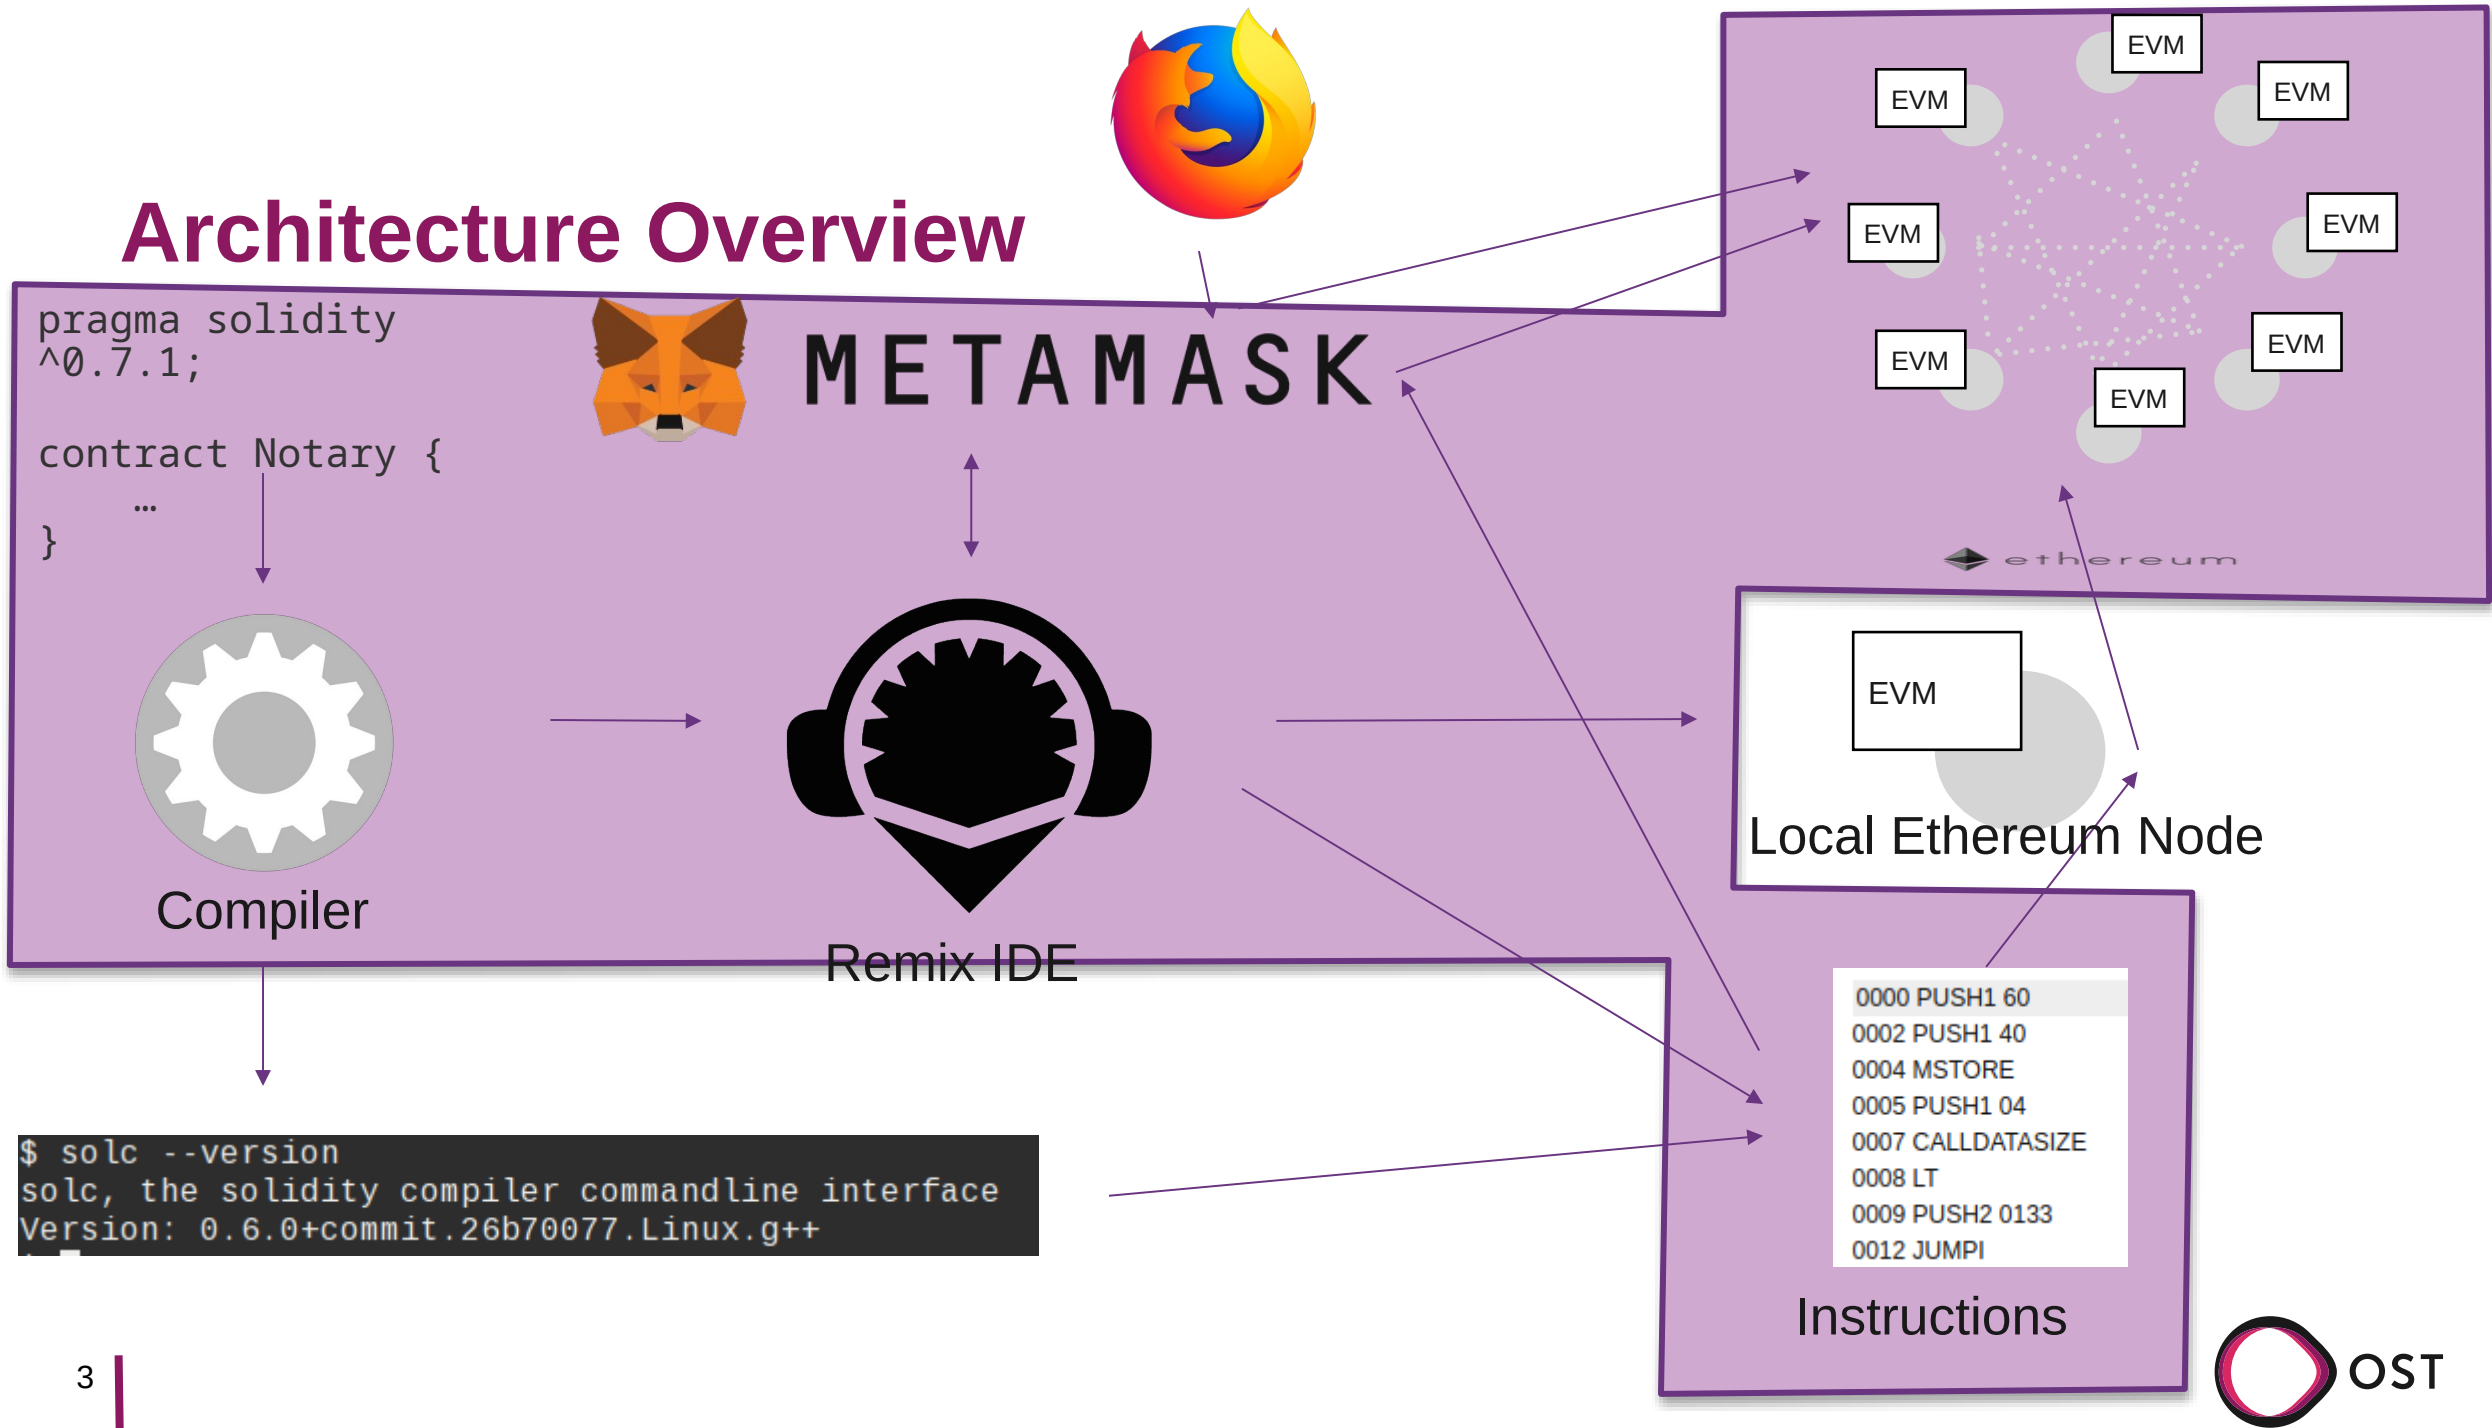 Architecture Overview
pragma solidity
^0.7.1;
contract Notary {
…
}
METAMASK
EVM
EVM
EVM
EVM
EVM
EVM
EVM
EVM
ethereum
Compiler
Remix IDE
EVM
Local Ethereum Node
$ solc --version
solc, the solidity compiler commandline interface
Version: 0.6.0+commit.26b70077.Linux.g++
0000 PUSH1 60
0002 PUSH1 40
0004 MSTORE
0005 PUSH1 04
0007 CALLDATASIZE
0008 LT
0009 PUSH2 0133
0012 JUMPI
Instructions
3
OST